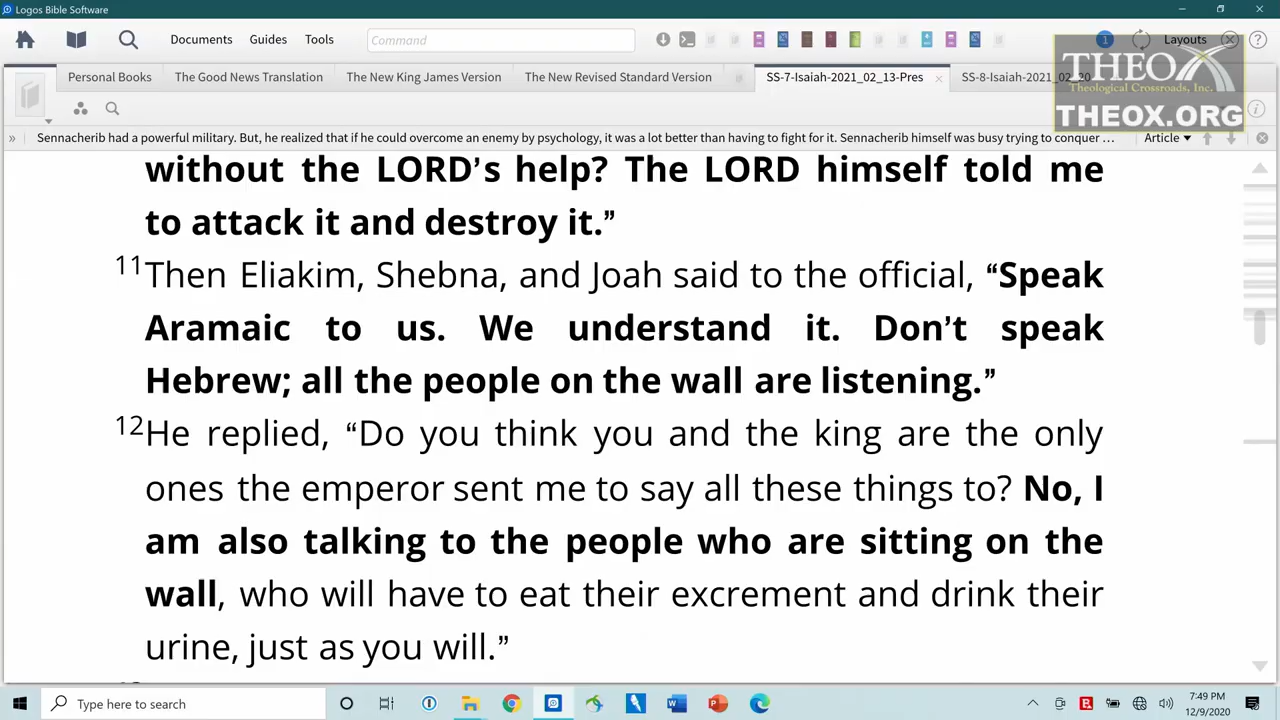 Logos Bible Software
Documents Guides Tools Command 1 Layouts
Personal Books The Good News Translation The New King James Version The New Revised Standard Version SS-7-Isaiah-2021_02_13-Pres SS-8-Isaiah-2021_02_20
THEOX
Theological Crossroads, Inc.
THEOX.ORG
» Sennacherib had a powerful military. But, he realized that if he could overcome an enemy by psychology, it was a lot better than having to fight for it. Sennacherib himself was busy trying to conquer … Article
without the LORD’s help? The LORD himself told me
to attack it and destroy it.”
11Then Eliakim, Shebna, and Joah said to the official, “Speak
Aramaic to us. We understand it. Don’t speak
Hebrew; all the people on the wall are listening.”
12He replied, “Do you think you and the king are the only
ones the emperor sent me to say all these things to? No, I
am also talking to the people who are sitting on the
wall, who will have to eat their excrement and drink their
urine, just as you will.”
Type here to search
7:49 PM
12/9/2020